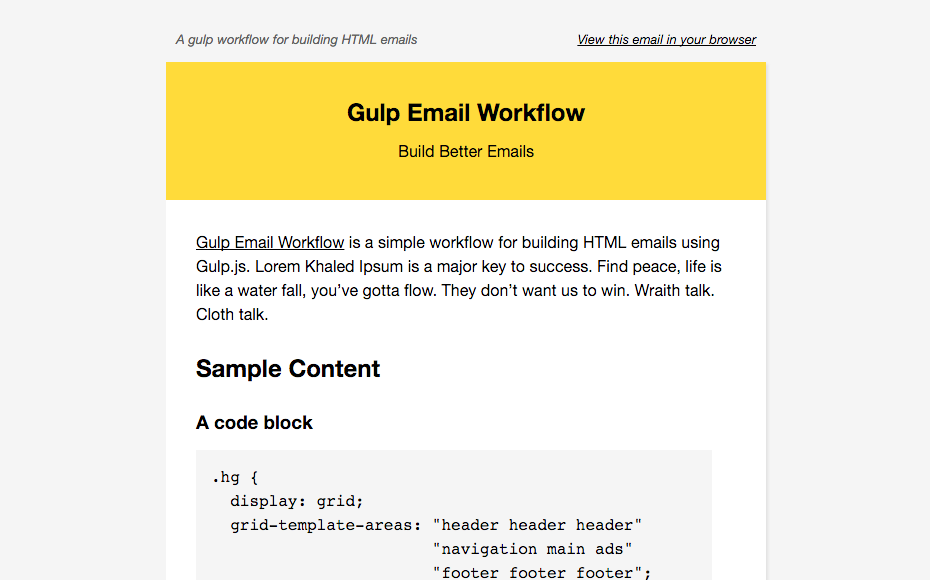 A gulp workflow for building HTML emails
View this email in your browser
Gulp Email Workflow
Build Better Emails
Gulp Email Workflow is a simple workflow for building HTML emails using
Gulp.js. Lorem Khaled Ipsum is a major key to success. Find peace, life is
like a water fall, you’ve gotta flow. They don’t want us to win. Wraith talk.
Cloth talk.
Sample Content
A code block
.hg {
  display: grid;
  grid-template-areas: "header header header"
                       "navigation main ads"
                       "footer footer footer";